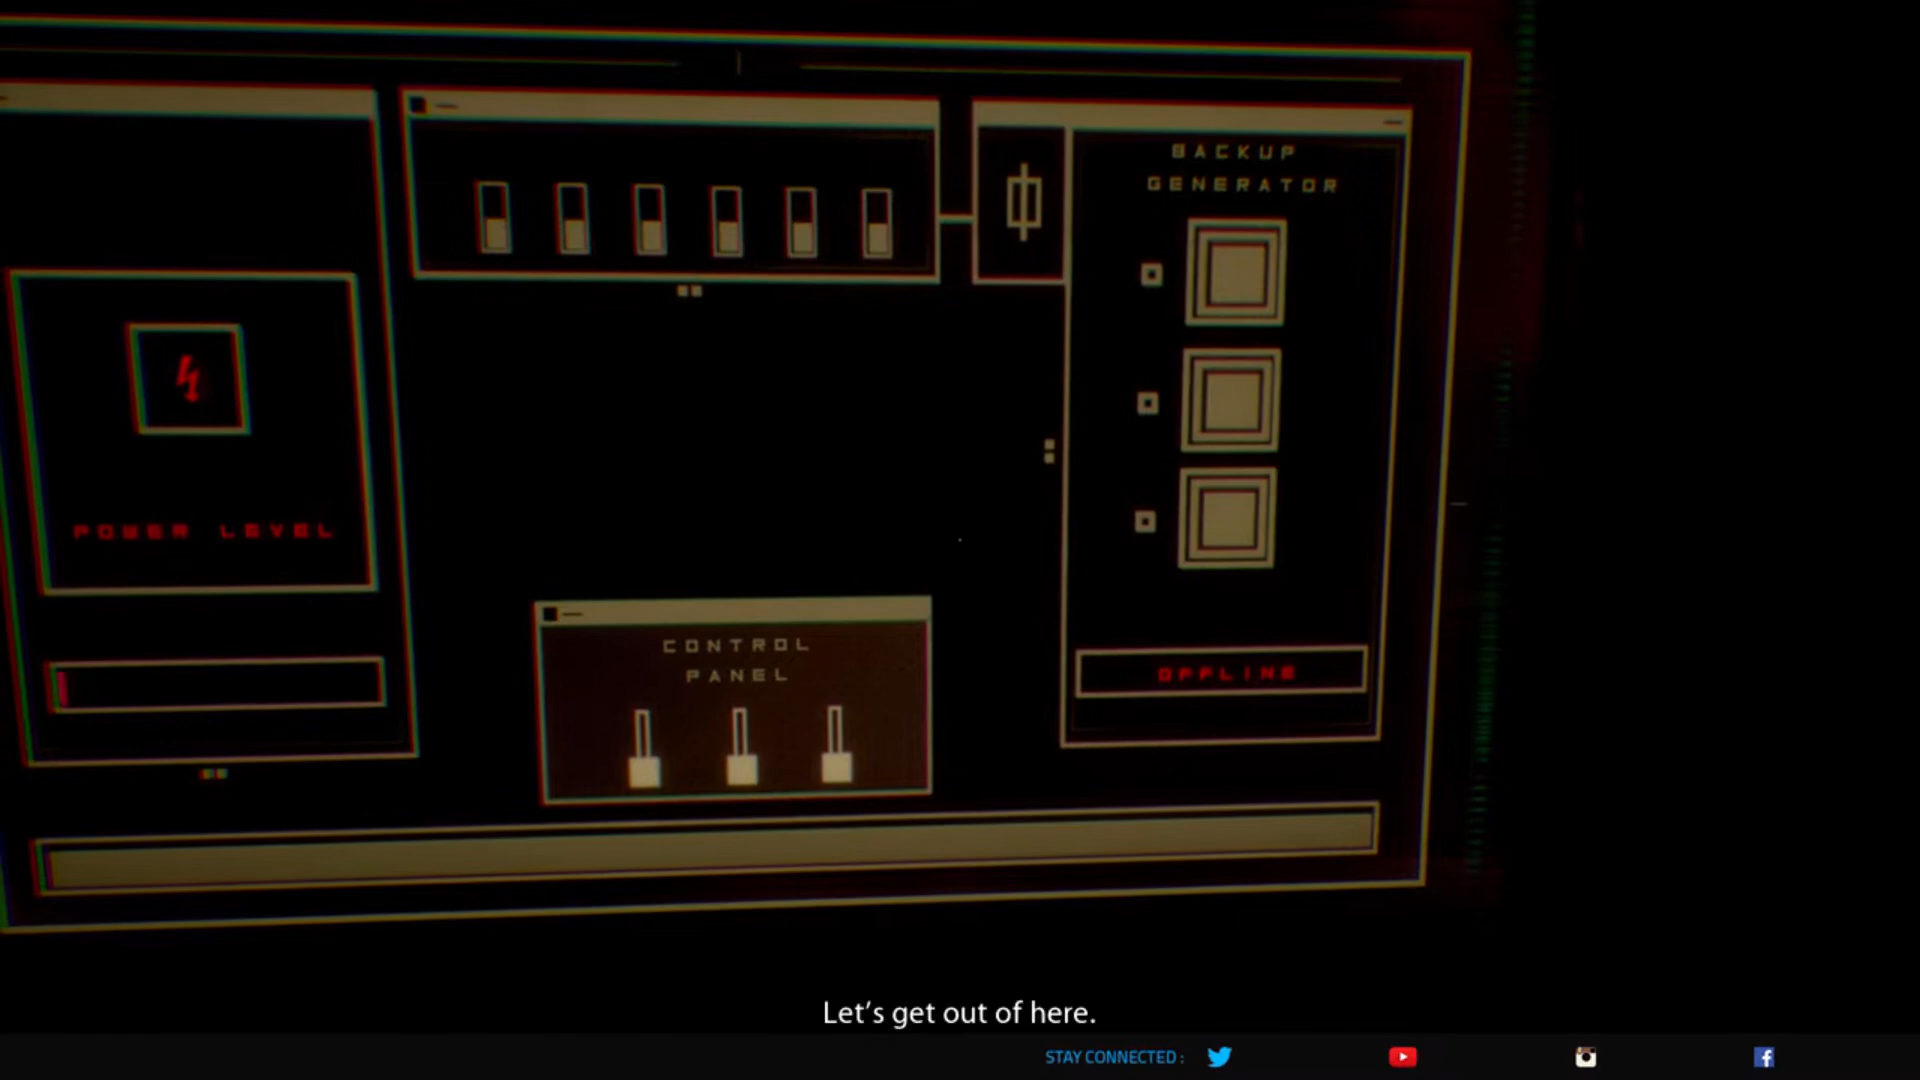 BACKUP
GENERATOR
POWER LEVEL
CONTROL
PANEL
OFFLINE
Let's get out of here.
STAY CONNECTED :